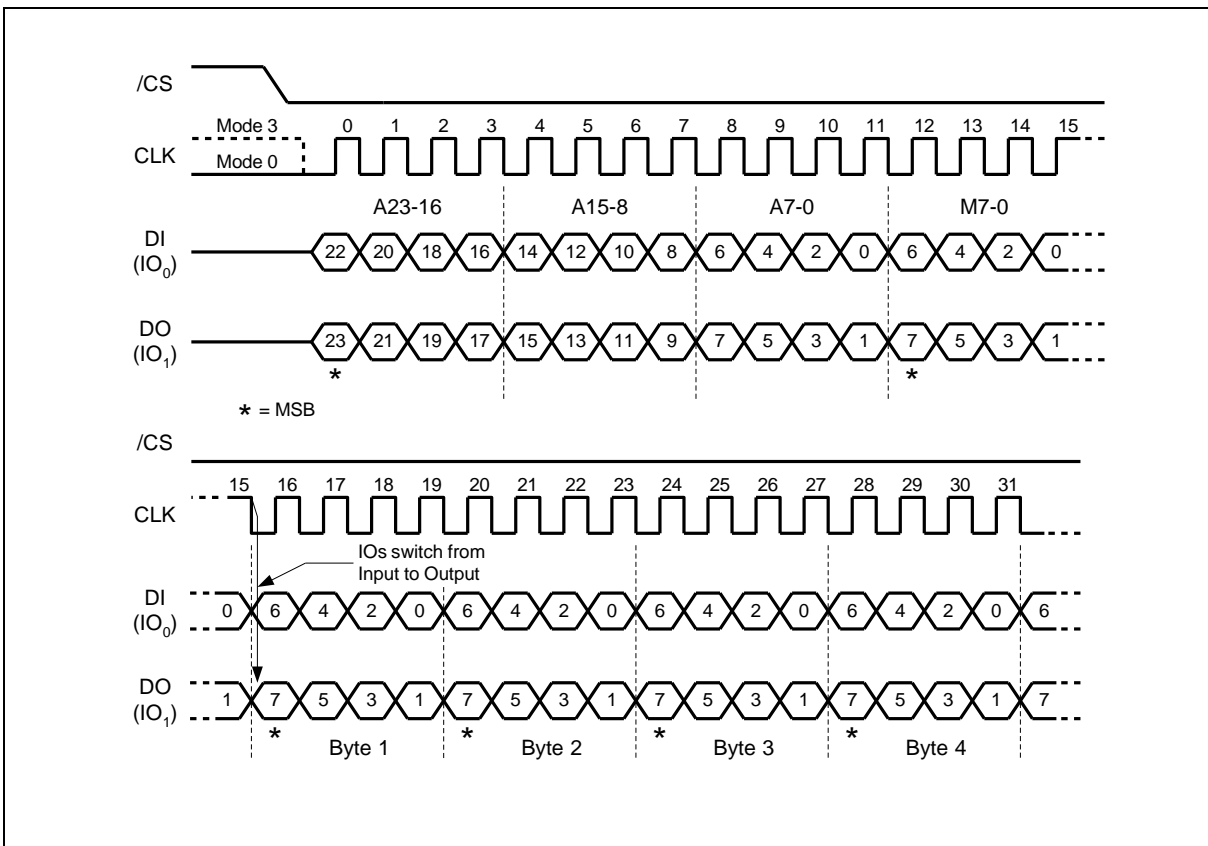 /CS
Mode 3 0 1 2 3 4 5 6 7 8 9 10 11 12 13 14 15
CLK
Mode 0
A23-16 A15-8 A7-0 M7-0
DI
(IO0) 22 20 18 16 14 12 10 8 6 4 2 0 6 4 2 0
DO
(IO1) 23 21 19 17 15 13 11 9 7 5 3 1 7 5 3 1
* *
* = MSB
/CS
15 16 17 18 19 20 21 22 23 24 25 26 27 28 29 30 31
CLK
IOs switch from
Input to Output
DI
(IO0) 0 6 4 2 0 6 4 2 0 6 4 2 0 6 4 2 0 6
DO
(IO1) 1 7 5 3 1 7 5 3 1 7 5 3 1 7 5 3 1 7
* * * *
Byte 1 Byte 2 Byte 3 Byte 4